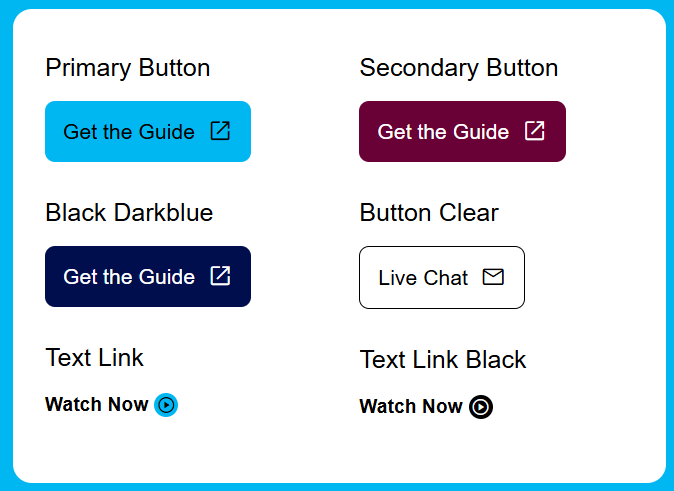 Primary Button
Secondary Button
Get the Guide
Get the Guide
Black Darkblue
Button Clear
Get the Guide
Live Chat
Text Link
Text Link Black
Watch Now
Watch Now